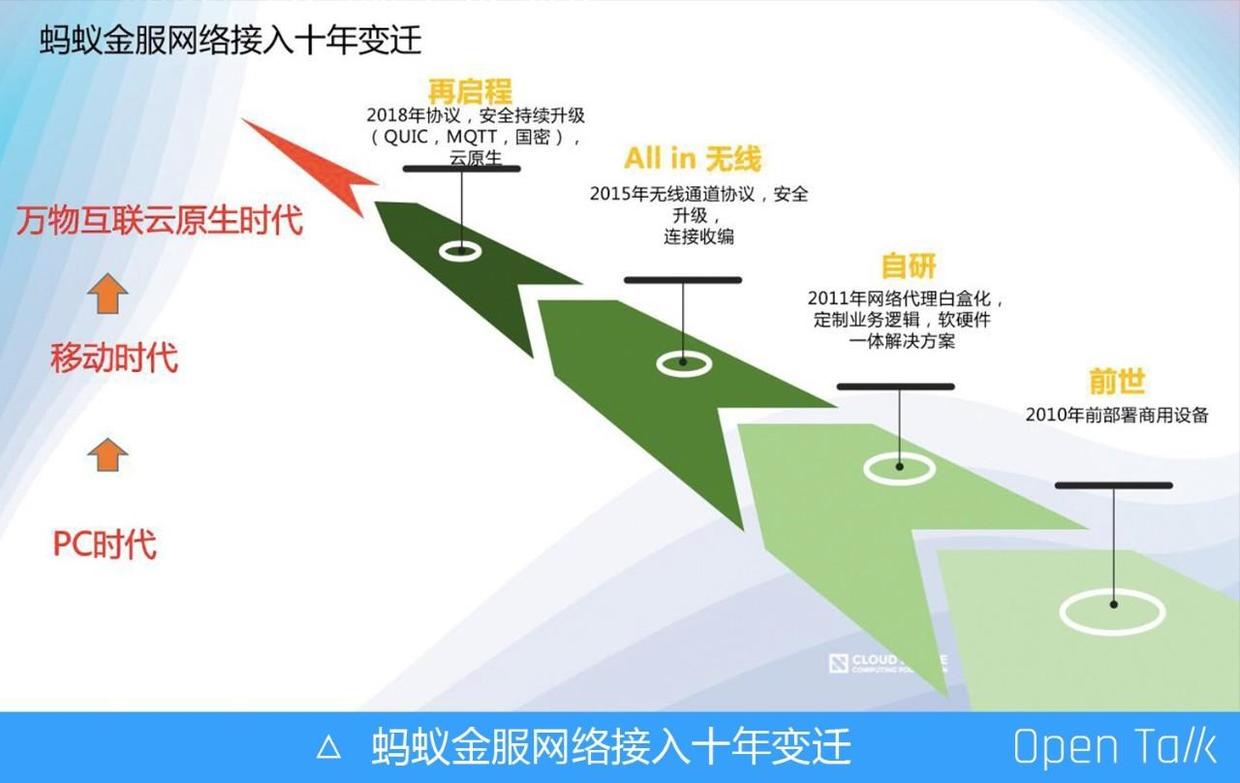 蚂蚁金服网络接入十年变迁
再启程
2018年协议，安全持续升级
（QUIC，MQTT，国密），
云原生
All in 无线
2015年无线通道协议，安全
升级，
连接收编
自研
2011年网络代理白盒化，
定制业务逻辑，软硬件
一体解决方案
前世
2010年前部署商用设备
万物互联云原生时代
移动时代
PC时代
CLOUD
COMPUTING
△ 蚂蚁金服网络接入十年变迁
Open Talk